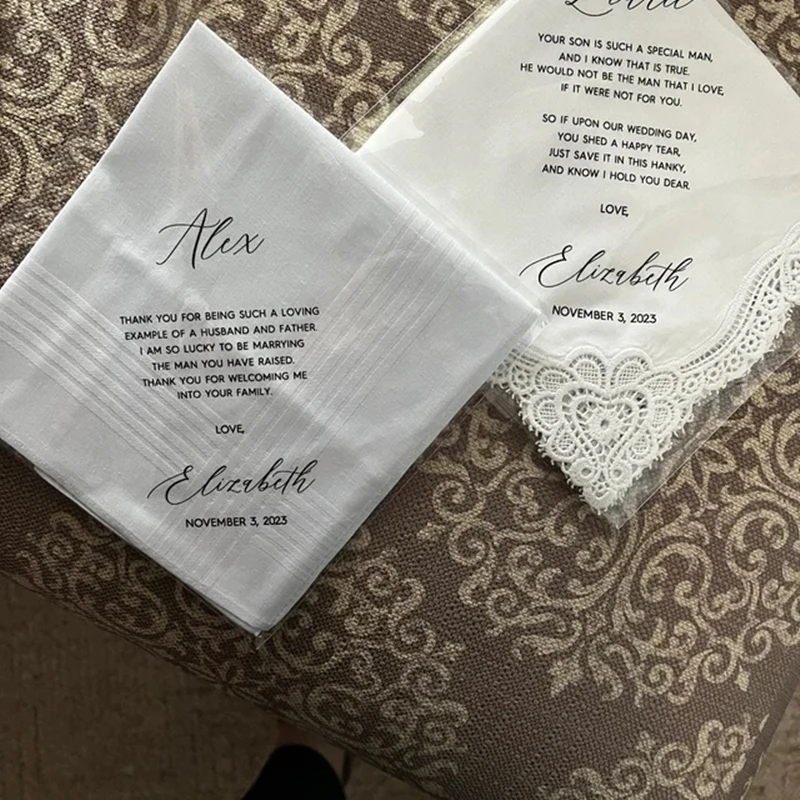 Alex
THANK YOU FOR BEING SUCH A LOVING
EXAMPLE OF A HUSBAND AND FATHER.
I AM SO LUCKY TO BE MARRYING
THE MAN YOU HAVE RAISED.
THANK YOU FOR WELCOMING ME
INTO YOUR FAMILY.
LOVE,
Elizabeth
NOVEMBER 3, 2023
YOUR SON IS SUCH A SPECIAL MAN,
AND I KNOW THAT IS TRUE.
HE WOULD NOT BE THE MAN THAT I LOVE,
IF IT WERE NOT FOR YOU.
SO IF UPON OUR WEDDING DAY,
YOU SHED A HAPPY TEAR,
JUST SAVE IT IN THIS HANKY,
AND KNOW I HOLD YOU DEAR.
LOVE,
Elizabeth
NOVEMBER 3, 2023